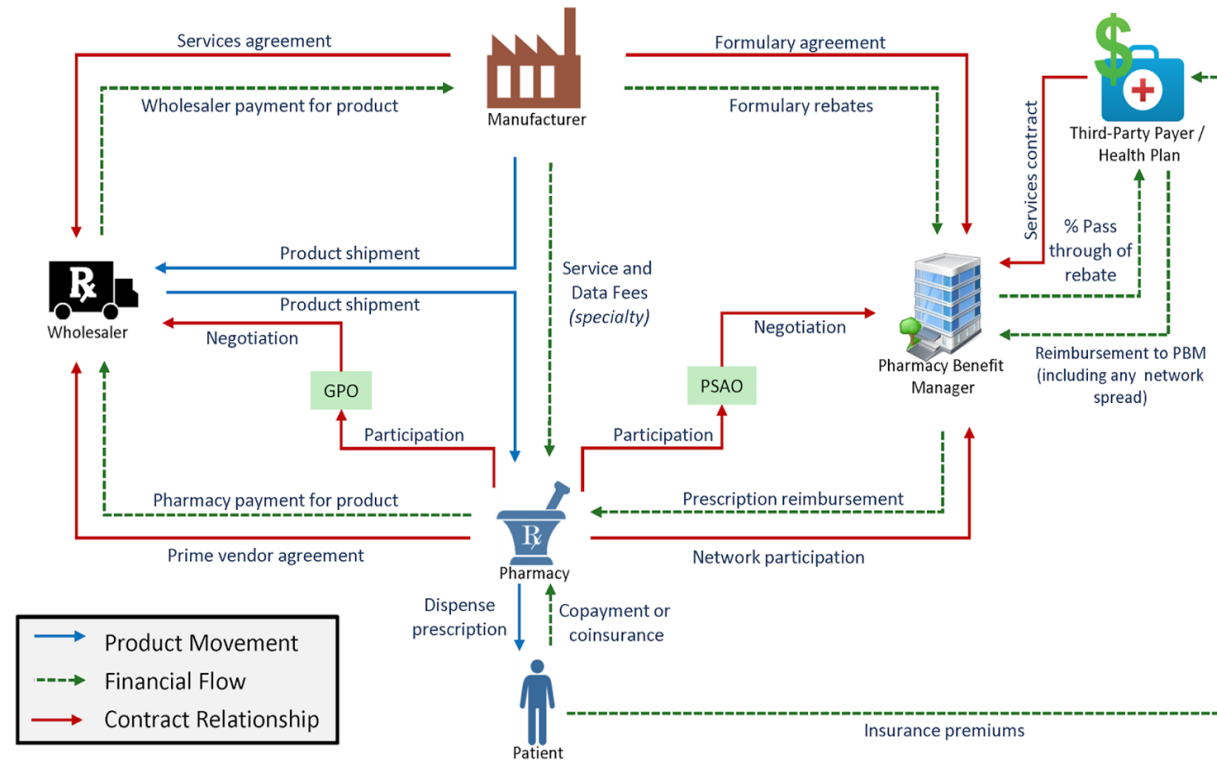 Services agreement
Wholesaler payment for product
Manufacturer
Formulary agreement
Formulary rebates
$
Third-Party Payer /
Health Plan
Services contract
% Pass
through of
rebate
Product shipment
Product shipment
Rx
Wholesaler
Negotiation
GPO
Participation
Service and
Data Fees
(specialty)
Negotiation
PSAO
Participation
Pharmacy Benefit
Manager
Reimbursement to PBM
(including any network
spread)
Pharmacy payment for product
Prime vendor agreement
Rx
Pharmacy
Prescription reimbursement
Network participation
Dispense
prescription
Copayment or
coinsurance
Patient
Insurance premiums
Product Movement
Financial Flow
Contract Relationship